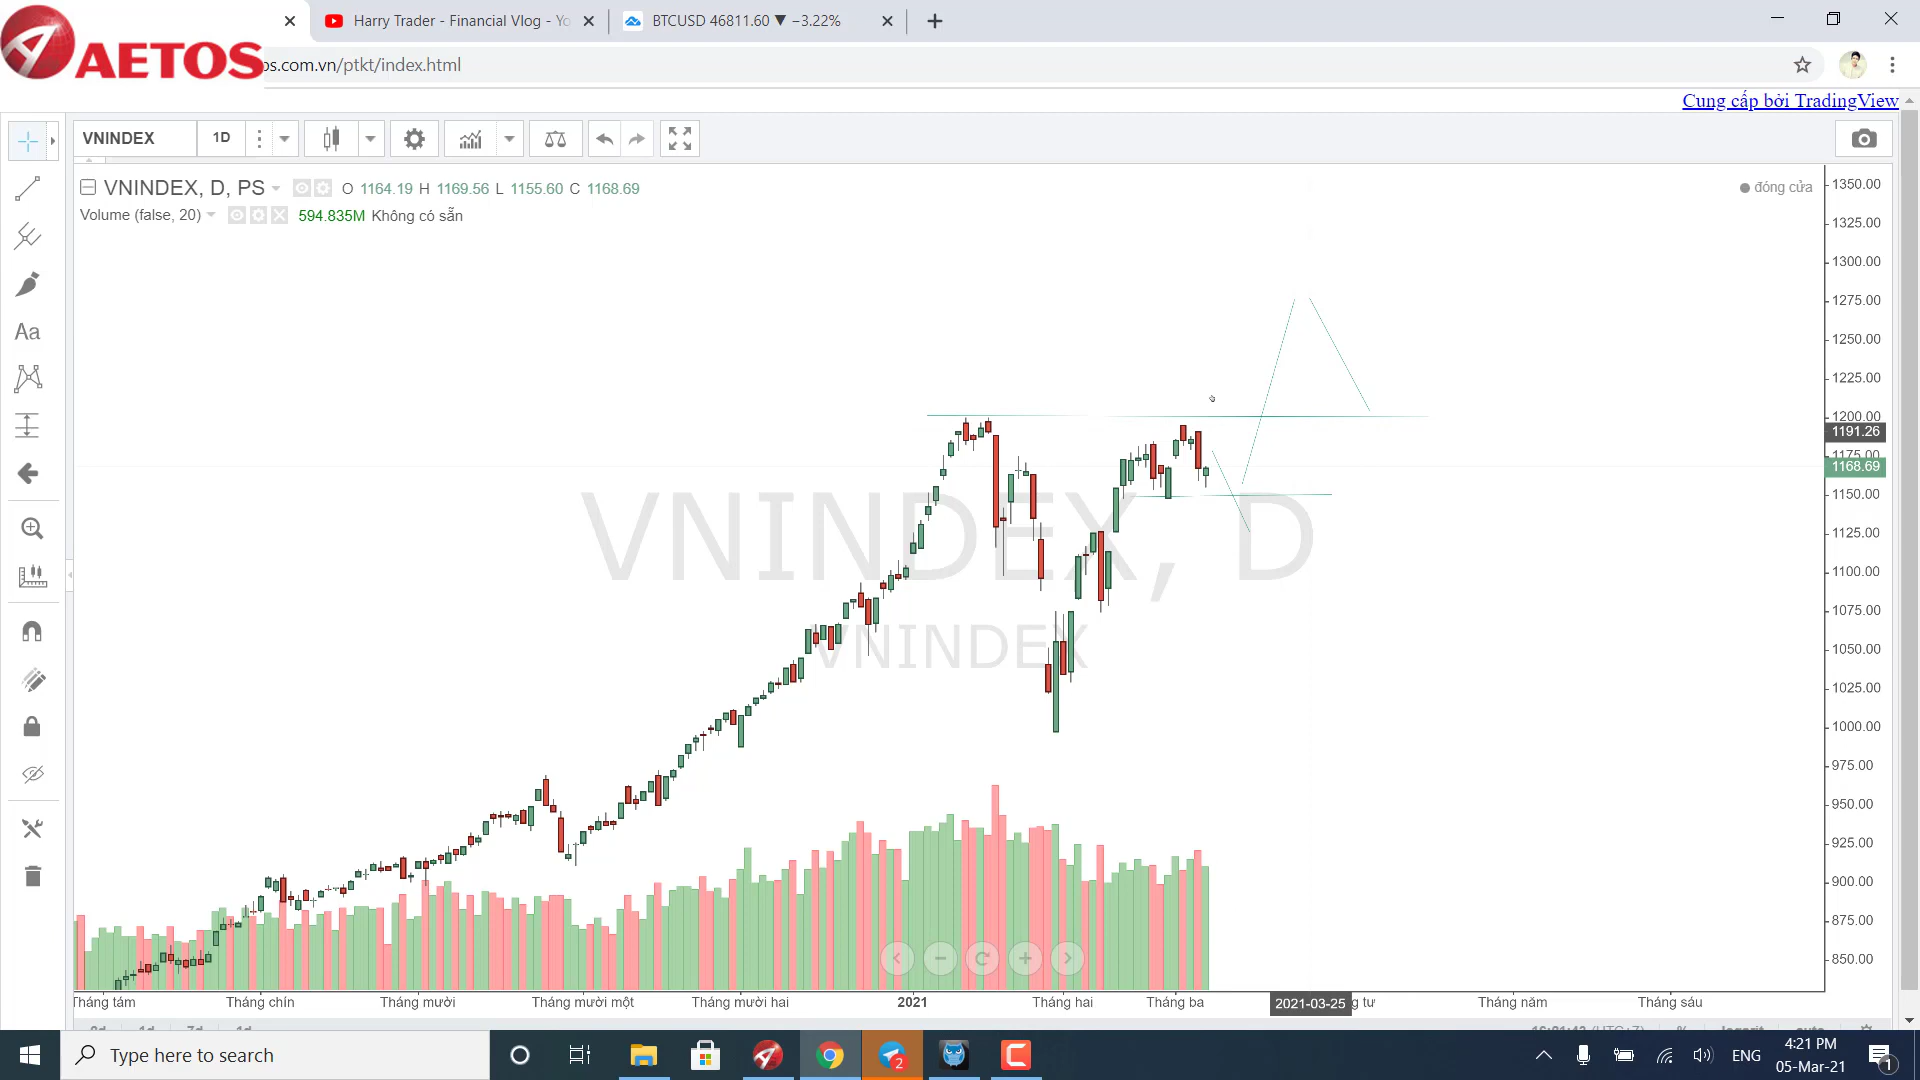 AETOS
Harry Trader - Financial Vlog - Yo
BTCUSD 46811.60 ▼ −3.22%
s.com.vn/ptkt/index.html
Cung cấp bởi TradingView
VNINDEX
1D
VNINDEX, D, PS
O 1164.19 H 1169.56 L 1155.60 C 1168.69
đóng cửa
Volume (false, 20)
594.835M Không có sẵn
Aa
VNINDEX, D
VNINDEX
1350.00
1325.00
1300.00
1275.00
1250.00
1225.00
1200.00
1191.26
1175.00
1168.69
1150.00
1125.00
1100.00
1075.00
1050.00
1025.00
1000.00
975.00
950.00
925.00
900.00
875.00
850.00
Tháng tám
Tháng chín
Tháng mười
Tháng mười một
Tháng mười hai
2021
Tháng hai
Tháng ba
2021-03-25
g tư
Tháng năm
Tháng sáu
Type here to search
2
ENG
4:21 PM
05-Mar-21
1